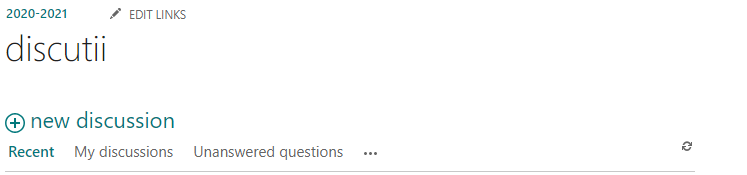 2020-2021 EDIT LINKS
discutii
new discussion
Recent My discussions Unanswered questions ...